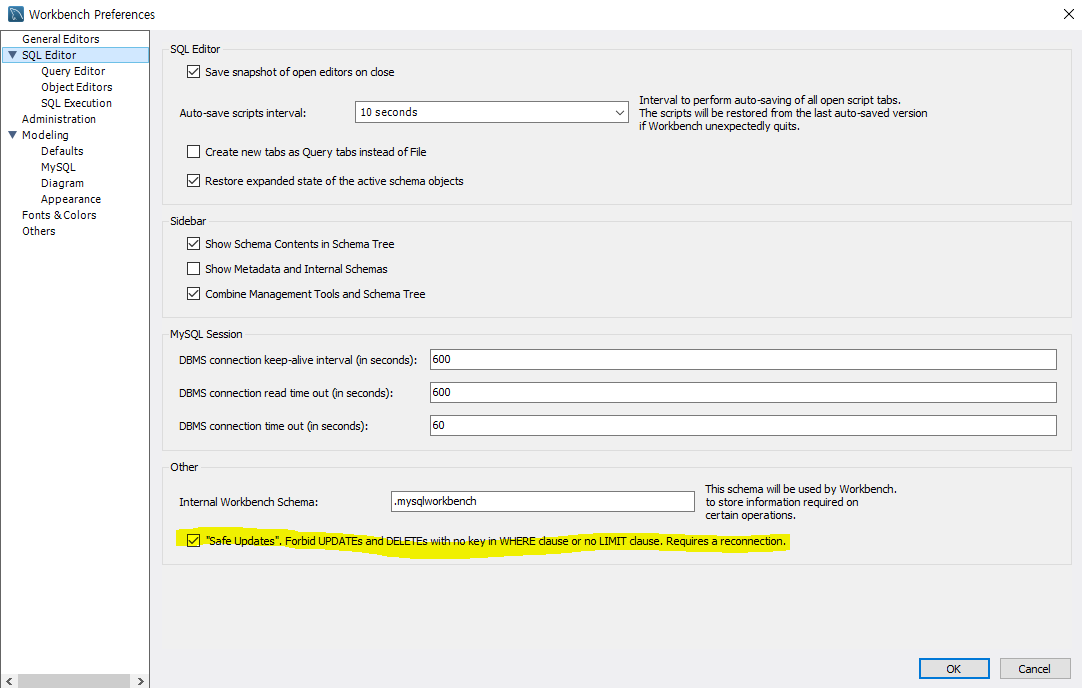 Workbench Preferences
General Editors
SQL Editor
Query Editor
Object Editors
SQL Execution
Administration
Modeling
Defaults
MySQL
Diagram
Appearance
Fonts & Colors
Others
SQL Editor
Save snapshot of open editors on close
Auto-save scripts interval:
10 seconds
Interval to perform auto-saving of all open script tabs.
The scripts will be restored from the last auto-saved version
if Workbench unexpectedly quits.
Create new tabs as Query tabs instead of File
Restore expanded state of the active schema objects
Sidebar
Show Schema Contents in Schema Tree
Show Metadata and Internal Schemas
Combine Management Tools and Schema Tree
MySQL Session
DBMS connection keep-alive interval (in seconds):
600
DBMS connection read time out (in seconds):
600
DBMS connection time out (in seconds):
60
Other
Internal Workbench Schema:
.mysqlworkbench
This schema will be used by Workbench.
to store information required on
certain operations.
"Safe Updates". Forbid UPDATEs and DELETEs with no key in WHERE clause or no LIMIT clause. Requires a reconnection.
OK
Cancel